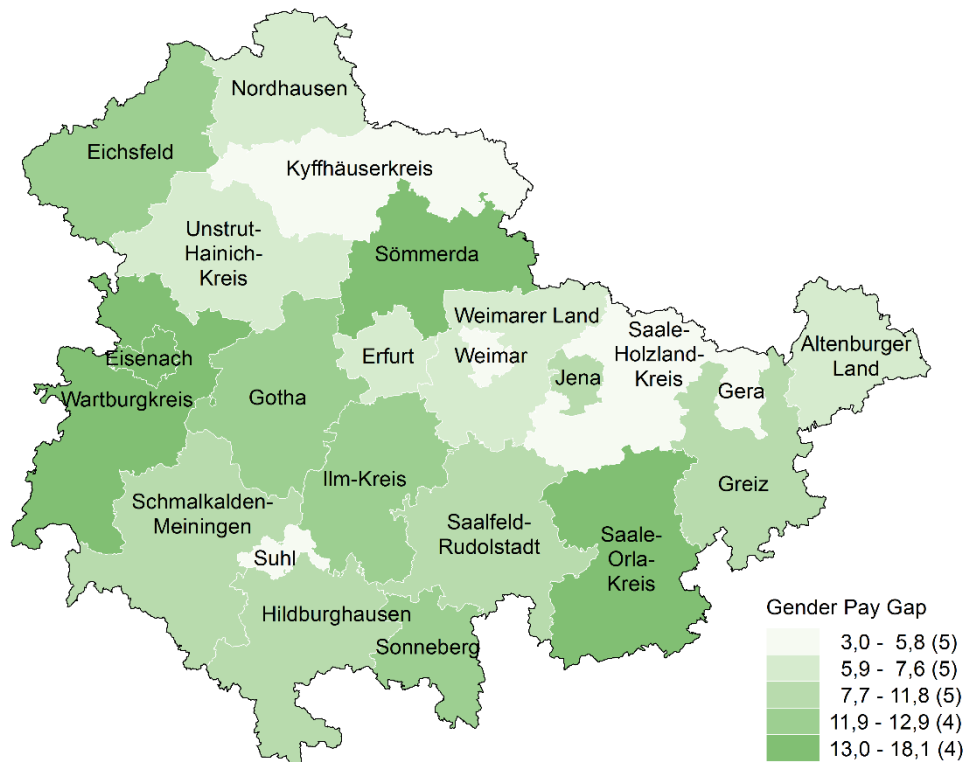 Nordhausen
Eichsfeld
Kyffhäuserkreis
Unstrut-
Hainich-
Kreis
Sömmerda
Weimarer Land
Saale-
Holzland-
Kreis
Altenburger
Land
Eisenach
Erfurt
Weimar
Jena
Gera
Wartburgkreis
Gotha
Ilm-Kreis
Greiz
Schmalkalden-
Meiningen
Saalfeld-
Rudolstadt
Saale-
Orla-
Kreis
Suhl
Hildburghausen
Sonneberg
Gender Pay Gap
3,0 - 5,8 (5)
5,9 - 7,6 (5)
7,7 - 11,8 (5)
11,9 - 12,9 (4)
13,0 - 18,1 (4)